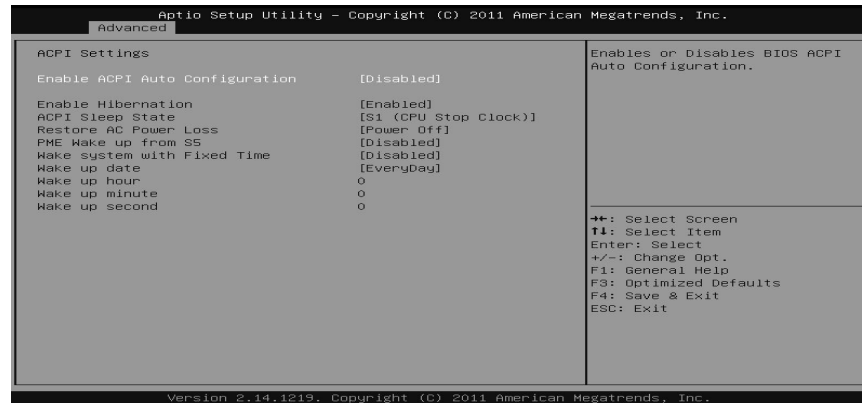 Aptio Setup Utility – Copyright (C) 2011 American Megatrends, Inc.
Advanced
ACPI Settings
Enable ACPI Auto Configuration [Disabled]
Enable Hibernation [Enabled]
ACPI Sleep State [S1 (CPU Stop Clock)]
Restore AC Power Loss [Power Off]
PME Wake up from S5 [Disabled]
Wake system with Fixed Time [Disabled]
Wake up date [EveryDay]
Wake up hour 0
Wake up minute 0
Wake up second 0
Enables or Disables BIOS ACPI
Auto Configuration.
→←: Select Screen
↑↓: Select Item
Enter: Select
+/-: Change Opt.
F1: General Help
F3: Optimized Defaults
F4: Save & Exit
ESC: Exit
Version 2.14.1219. Copyright (C) 2011 American Megatrends, Inc.